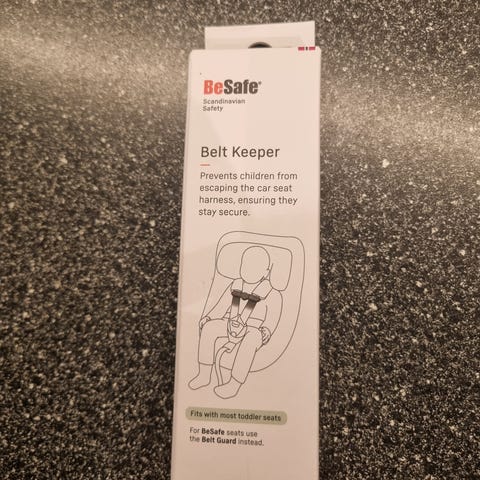 BeSafe®
Scandinavian
Safety
Belt Keeper
Prevents children from
escaping the car seat
harness, ensuring they
stay secure.
Fits with most toddler seats
For BeSafe seats use
the Belt Guard instead.